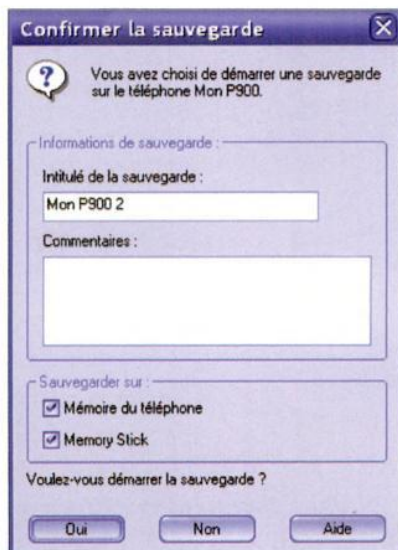 Confirmer la sauvegarde
Vous avez choisi de démarrer une sauvegarde
sur le téléphone Mon P900.
Informations de sauvegarde :
Intitulé de la sauvegarde :
Mon P900 2
Commentaires :
Sauvegarder sur :
Mémoire du téléphone
Memory Stick
Voulez-vous démarrer la sauvegarde ?
Oui Non Aide